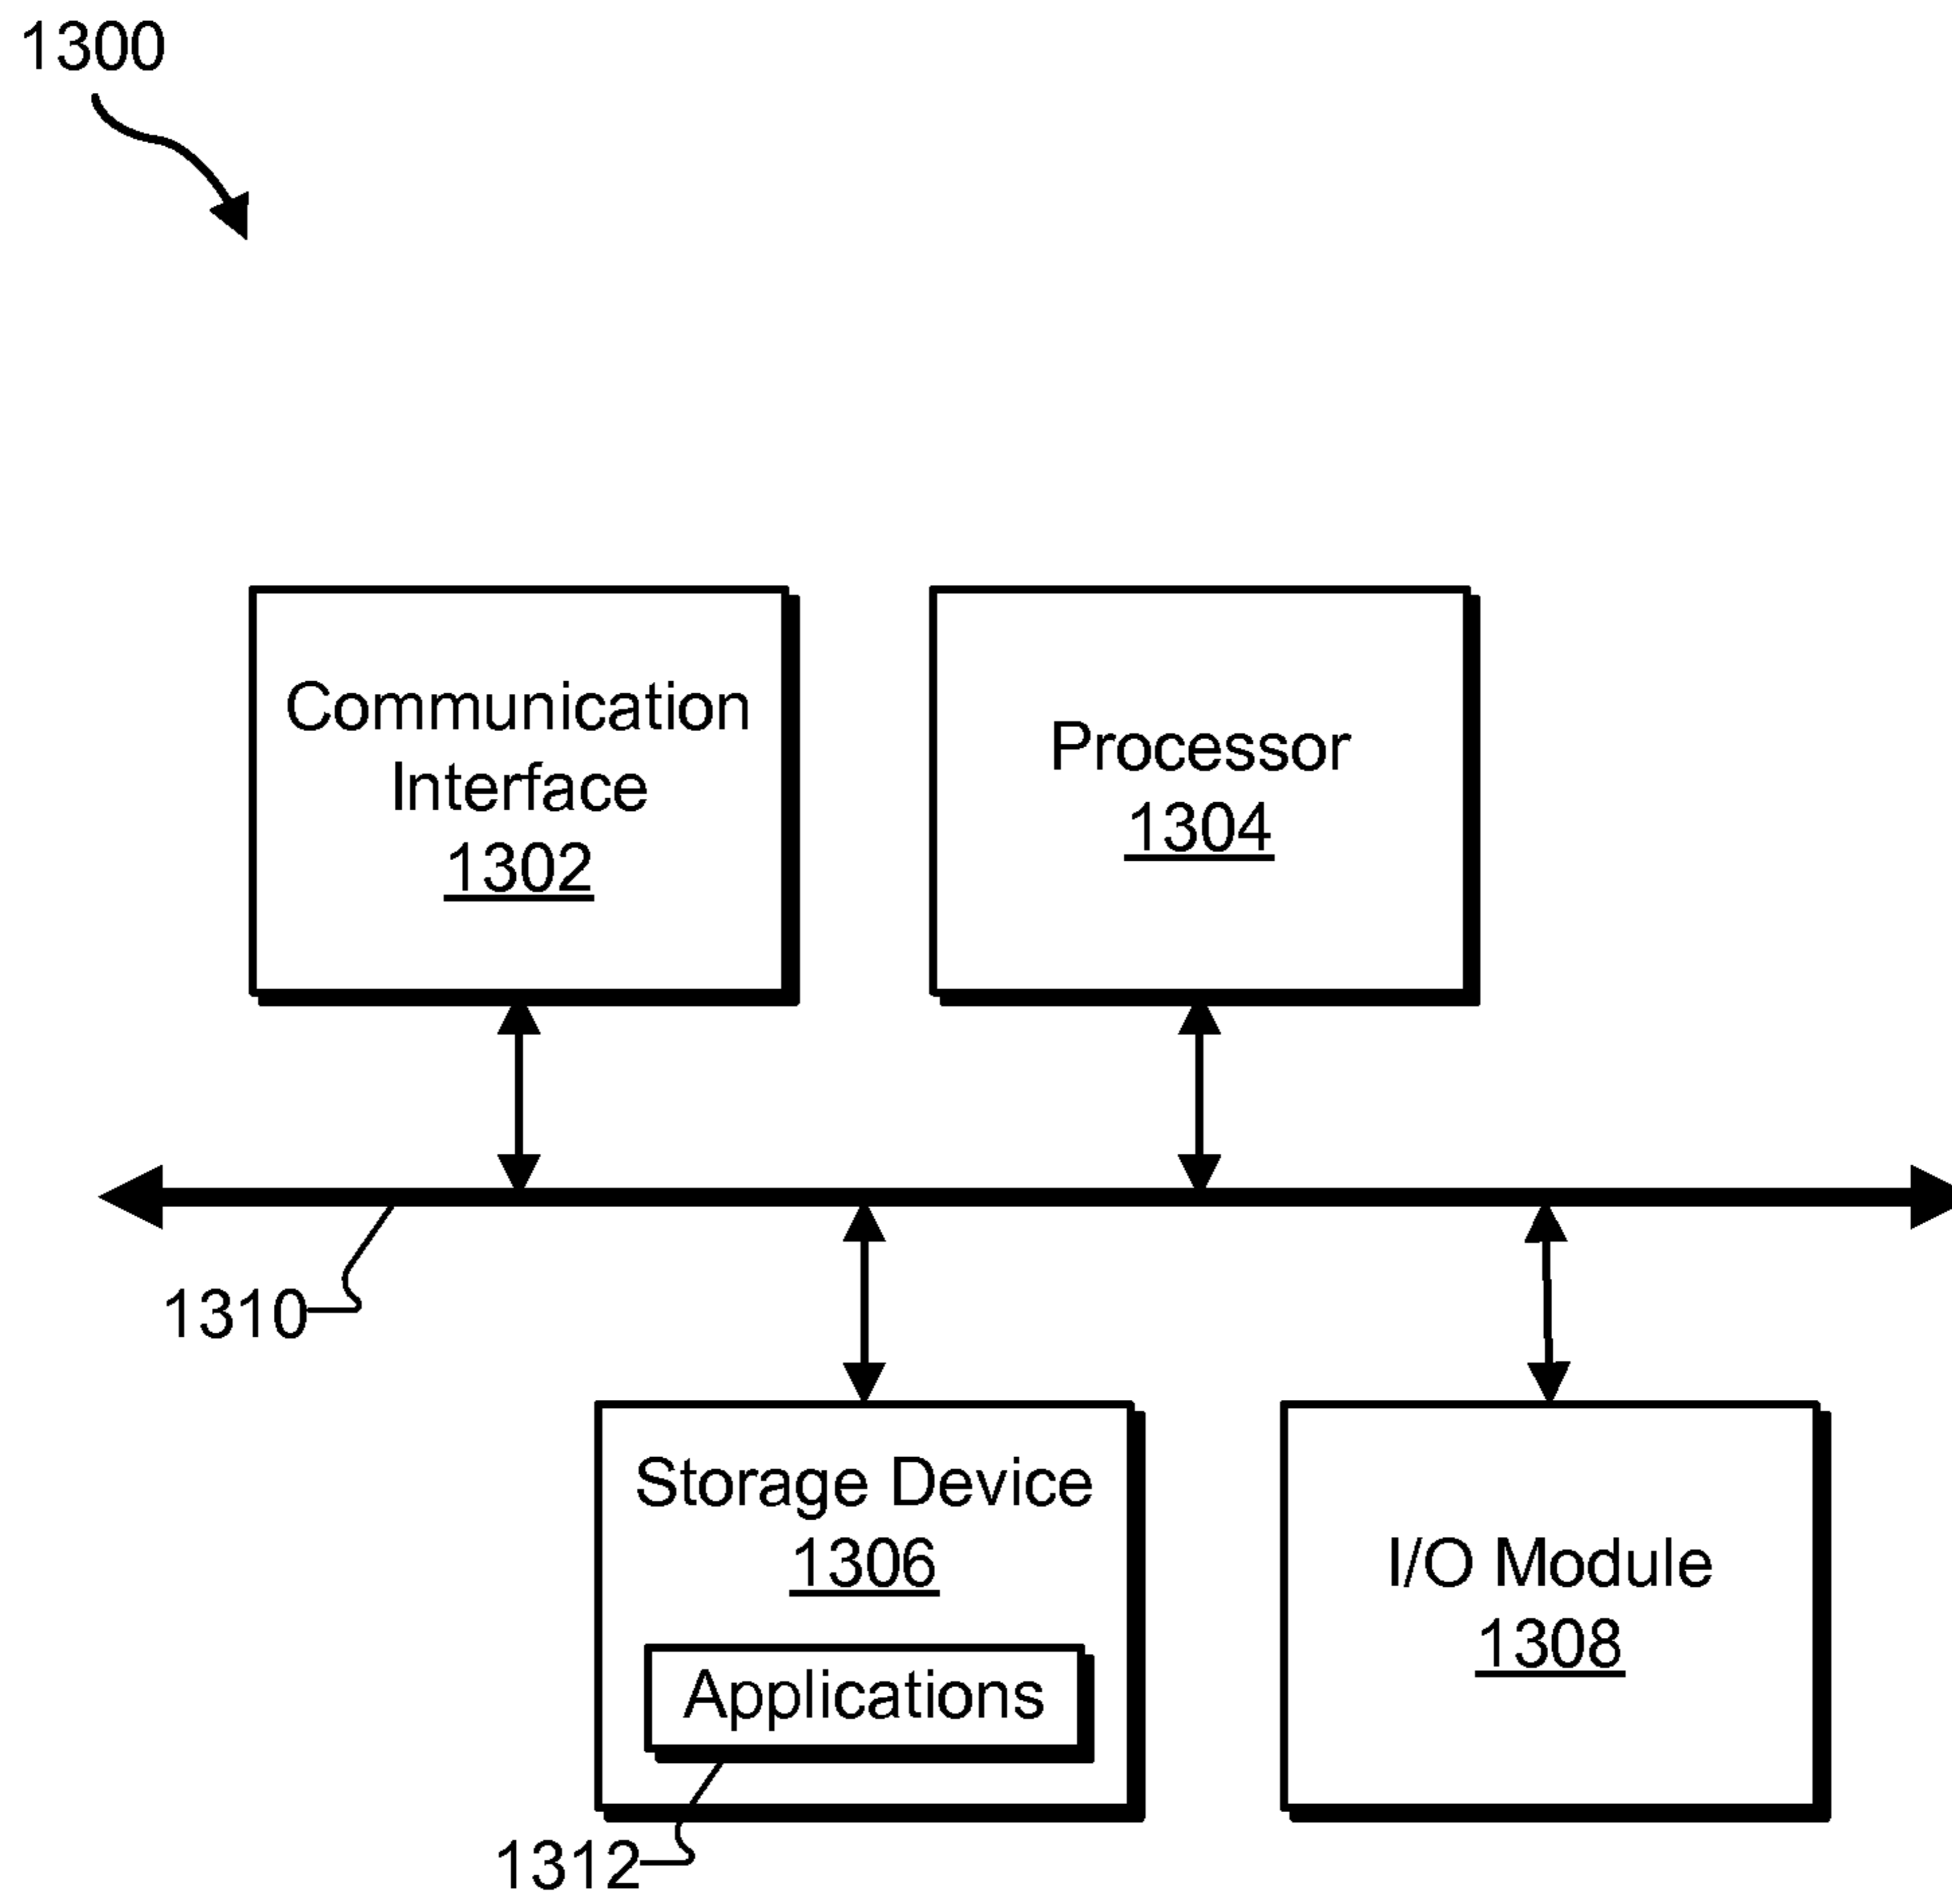 1300
Communication
Interface
1302
Processor
1304
1310
Storage Device
1306
Applications
1312
I/O Module
1308